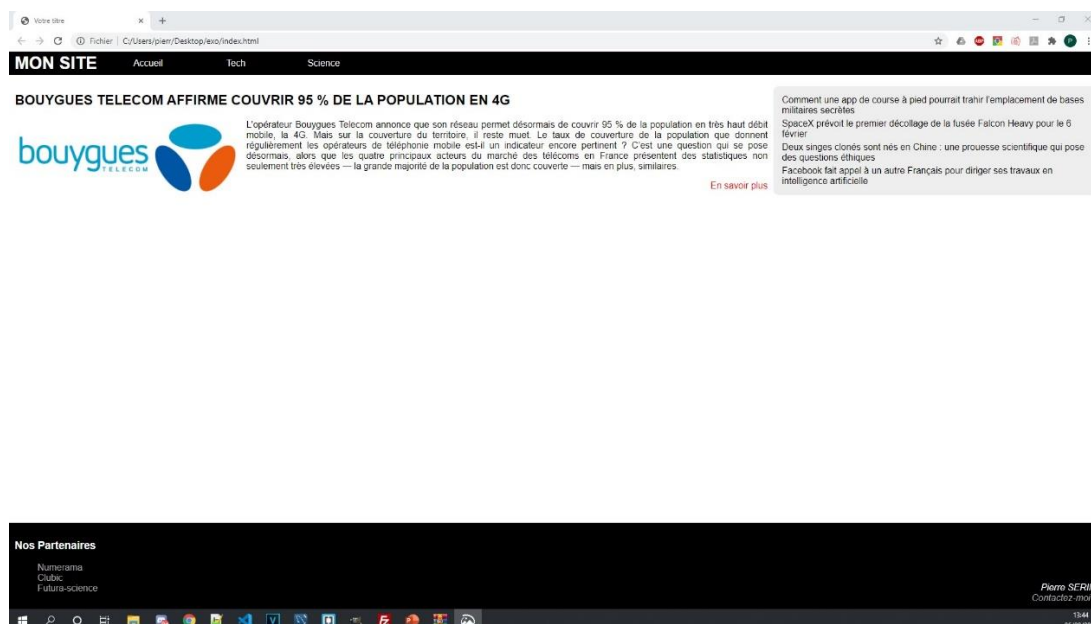 Votre titre
Fichier C:/Users/pierr/Desktop/exo/index.html
MON SITE Accueil Tech Science
BOUYGUES TELECOM AFFIRME COUVRIR 95 % DE LA POPULATION EN 4G
bouygues
TELECOM
L'opérateur Bouygues Telecom annonce que son réseau permet désormais de couvrir 95 % de la population en très haut débit
mobile, la 4G. Mais sur la couverture du territoire, il reste muet. Le taux de couverture de la population que donnent
régulièrement les opérateurs de téléphonie mobile est-il un indicateur encore pertinent ? C'est une question qui se pose
désormais, alors que les quatre principaux acteurs du marché des télécoms en France présentent des statistiques non
seulement très élevées — la grande majorité de la population est donc couverte — mais en plus, similaires.
En savoir plus
Comment une app de course à pied pourrait trahir l'emplacement de bases
militaires secrètes
SpaceX prévoit le premier décollage de la fusée Falcon Heavy pour le 6
février
Deux singes clonés sont nés en Chine : une prouesse scientifique qui pose
des questions éthiques
Facebook fait appel à un autre Français pour diriger ses travaux en
intelligence artificielle
Nos Partenaires
Numerama
Clubic
Futura-science
Pierre
Contactez-moi
13:44